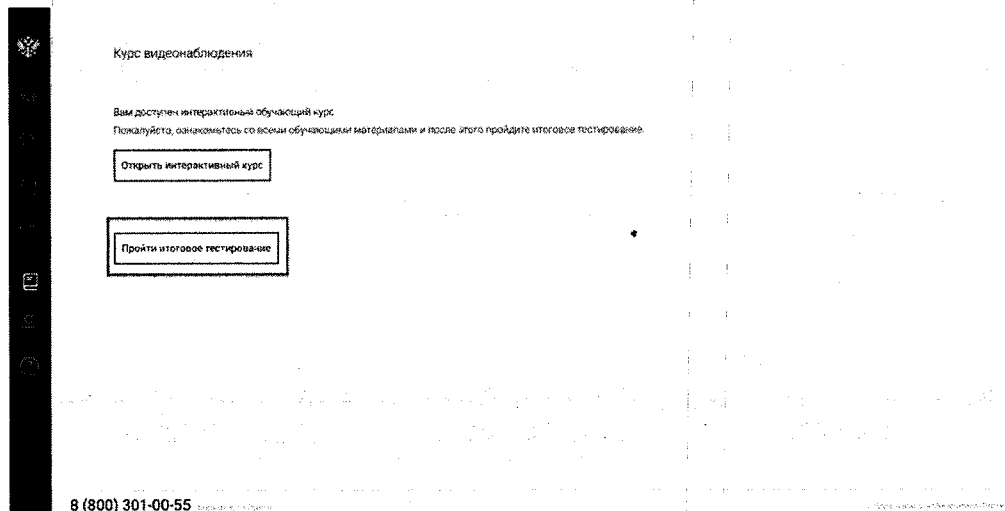 Курс видеонаблюдения
Вам доступен интерактивный обучающий курс
Пожалуйста, ознакомьтесь со всеми обучающими материалами и после этого пройдите итоговое тестирование.
Открыть интерактивный курс
Пройти итоговое тестирование
8 (800) 301-00-55